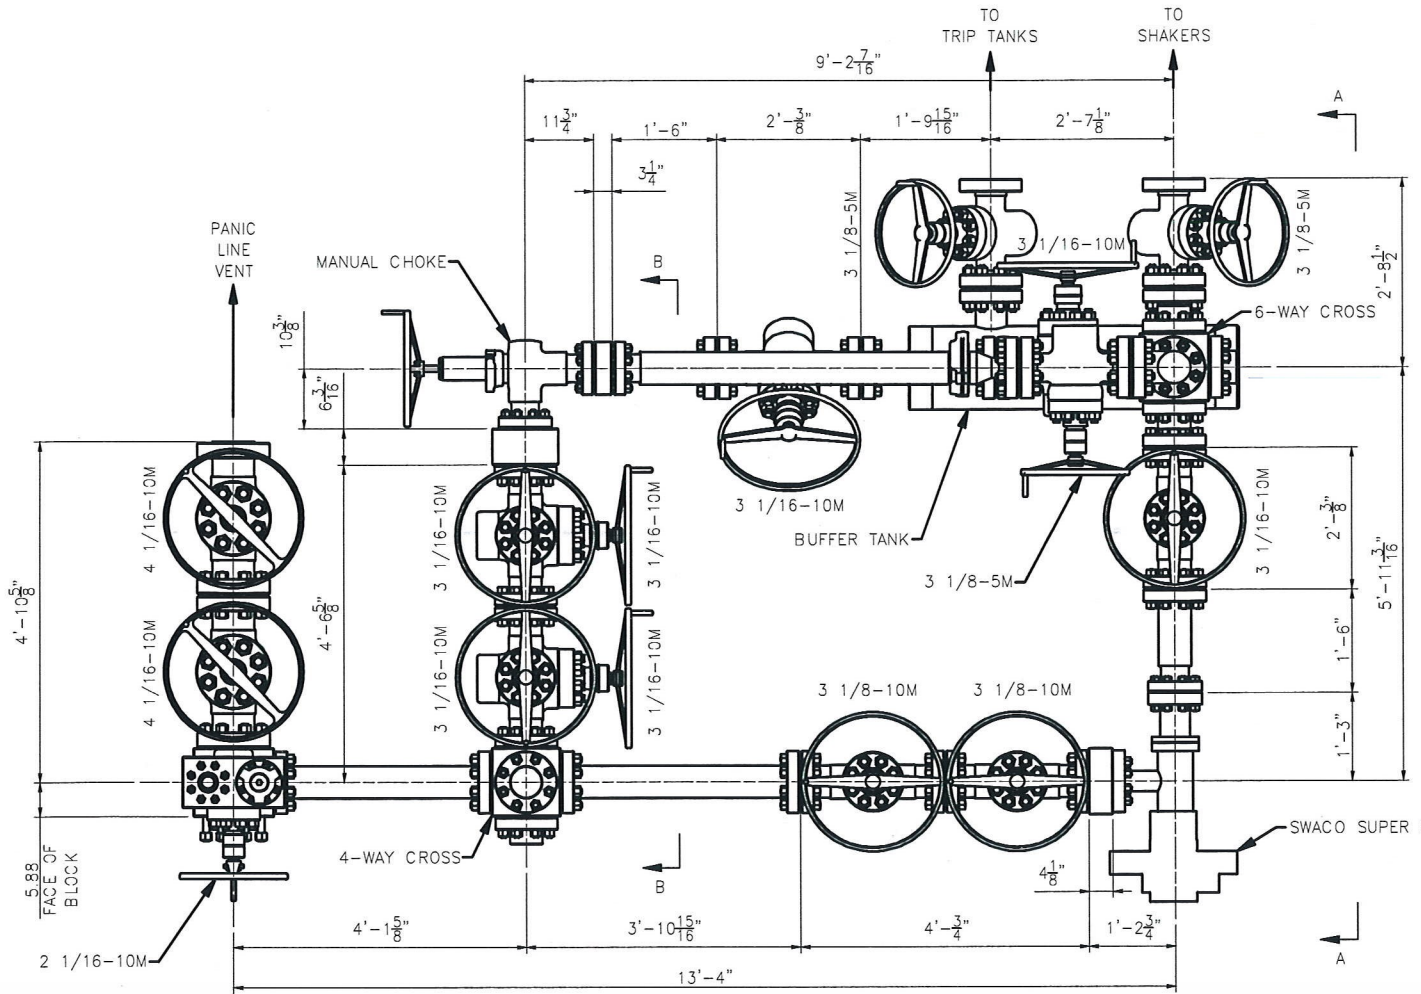 TO
TRIP TANKS
TO
SHAKERS
9'-2 7/16"
A
11 3/4"
1'-6"
2'-3/8"
1'-9 15/16"
2'-7 1/8"
3 1/4"
PANIC
LINE
VENT
MANUAL CHOKE
B
3 1/8-5M
3 1/16-10M
3 1/8-5M
2'-8 1/2"
10 3/8"
6-WAY CROSS
6 3/16"
4 1/16-10M
3 1/16-10M
3 1/16-10M
3 1/16-10M
BUFFER TANK
3 1/8-5M
3 1/16-10M
2'-3/8"
5'-11 3/16"
4'-10 5/8"
4'-6 5/8"
4 1/16-10M
3 1/16-10M
3 1/16-10M
1'-6"
3 1/8-10M
3 1/8-10M
1'-3"
5.88
FACE OF
BLOCK
4-WAY CROSS
B
4 1/8"
SWACO SUPER
2 1/16-10M
4'-1 5/8"
3'-10 15/16"
4'-3/4"
1'-2 3/4"
A
13'-4"